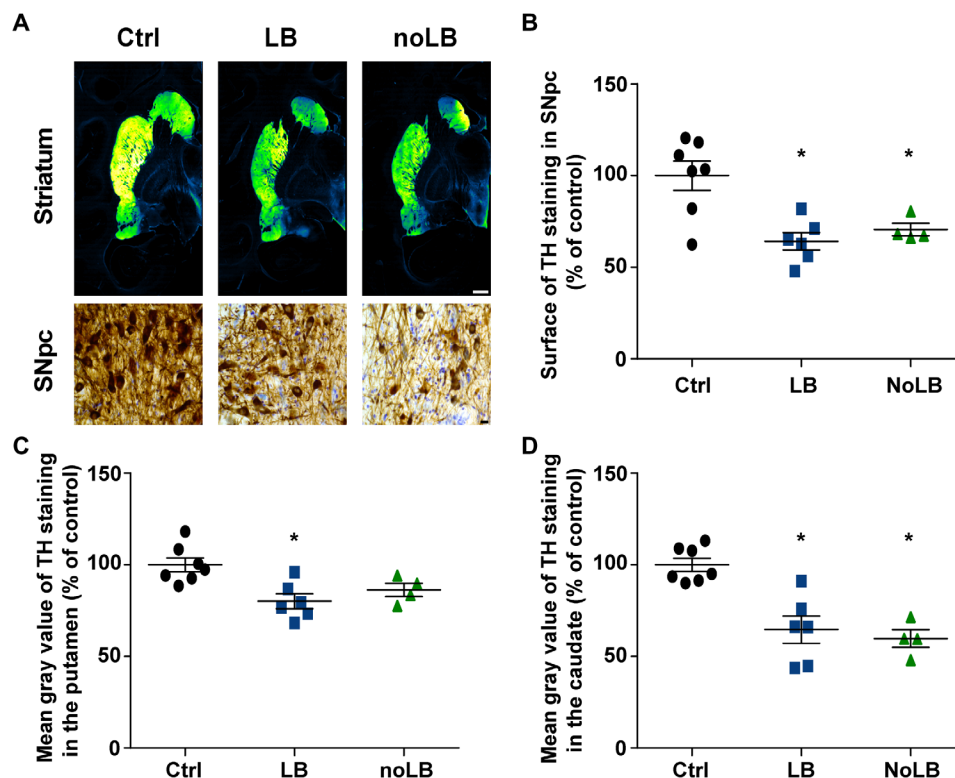 A
Ctrl
LB
noLB
Striatum
SNpc
B
Surface of TH staining in SNpc
(% of control)
150
100
50
0
*
*
Ctrl
LB
NoLB
C
Mean gray value of TH staining
in the putamen (% of control)
150
100
50
0
*
Ctrl
LB
noLB
D
Mean gray value of TH staining
in the caudate (% of control)
150
100
50
0
*
*
Ctrl
LB
NoLB